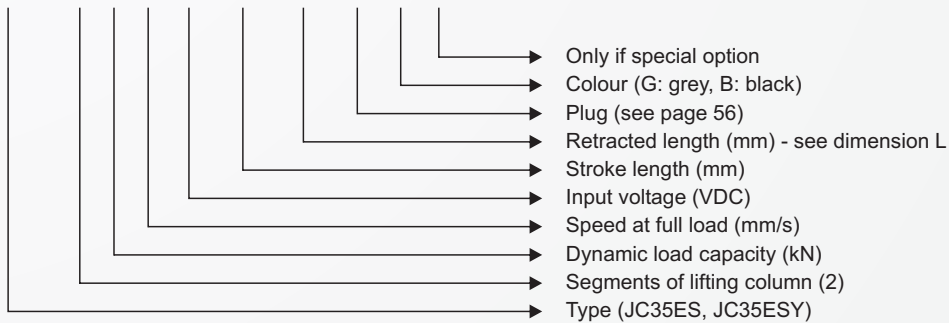 Only if special option
Colour (G: grey, B: black)
Plug (see page 56)
Retracted length (mm) - see dimension L
Stroke length (mm)
Input voltage (VDC)
Speed at full load (mm/s)
Dynamic load capacity (kN)
Segments of lifting column (2)
Type (JC35ES, JC35ESY)